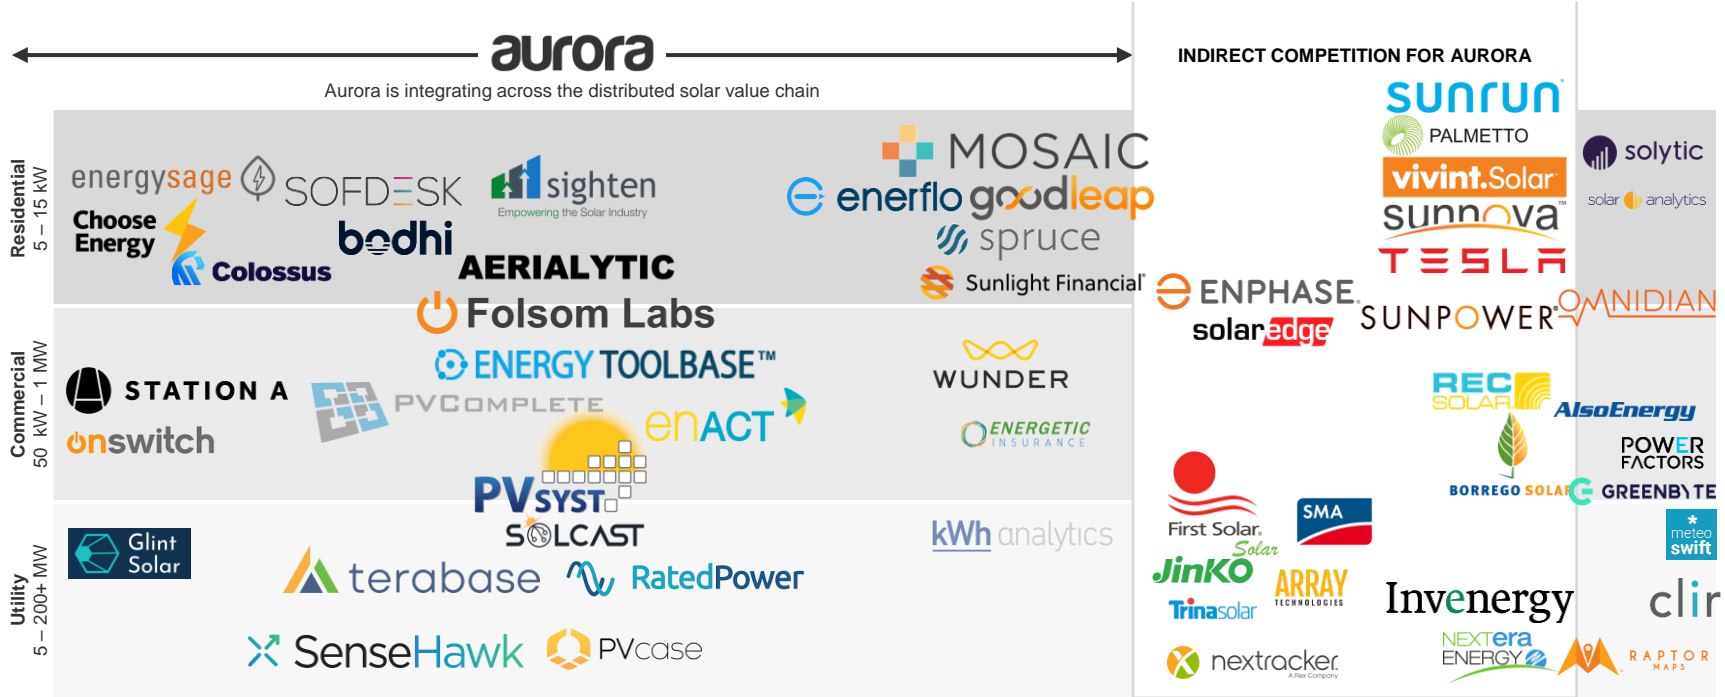 aurora
Aurora is integrating across the distributed solar value chain
INDIRECT COMPETITION FOR AURORA
Residential
5 – 15 kW
energysage
SOFDESK
sighten
Empowering the Solar Industry
Choose
Energy
bodhi
Colossus
AERIALYTIC
MOSAIC
enerflo
goodleap
spruce
Sunlight Financial
sunrun
PALMETTO
vivint.Solar
sunnova
TESLA
solytic
solar analytics
Folsom Labs
ENPHASE
solaredge
SUNPOWER
OMNIDIAN
Commercial
50 kW – 1 MW
ENERGY TOOLBASE™
STATION A
PVCOMPLETE
enACT
onswitch
WUNDER
ENERGETIC
INSURANCE
REC
SOLAR
AlsoEnergy
BORREGO SOLAR
POWER
FACTORS
GREENBYTE
PVSYST
Utility
5 – 200+ MW
Glint
Solar
SOLCAST
terabase
RatedPower
SenseHawk
PVcase
kWh analytics
First Solar
SMA
JinKO Solar
Trinasolar
ARRAY
TECHNOLOGIES
nextracker
A Flex Company
Invenergy
NEXTera
ENERGY
*
meteo
swift
clir
RAPTOR
MAPS